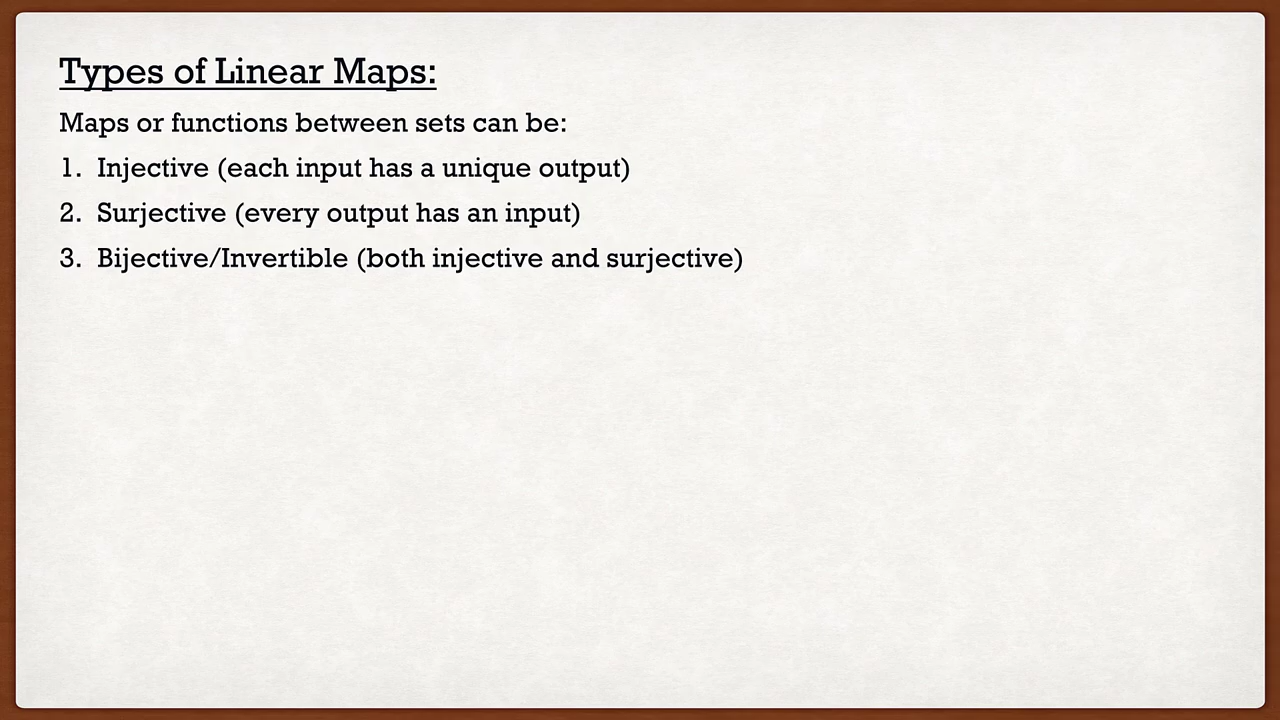 Types of Linear Maps:
Maps or functions between sets can be:
1. Injective (each input has a unique output)
2. Surjective (every output has an input)
3. Bijective/Invertible (both injective and surjective)